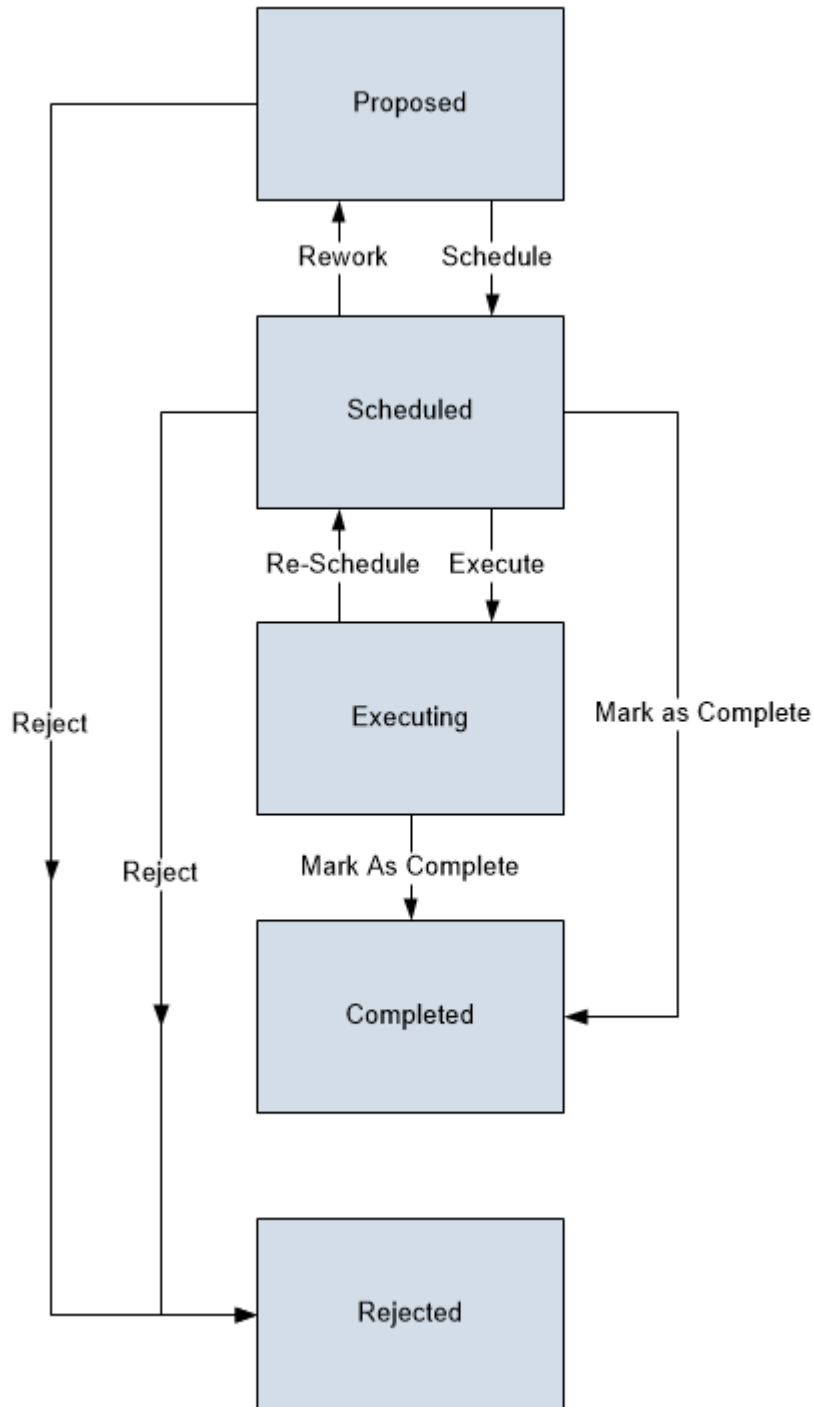 Proposed
Rework
Schedule
Scheduled
Re-Schedule
Execute
Executing
Mark as Complete
Reject
Mark As Complete
Reject
Completed
Rejected